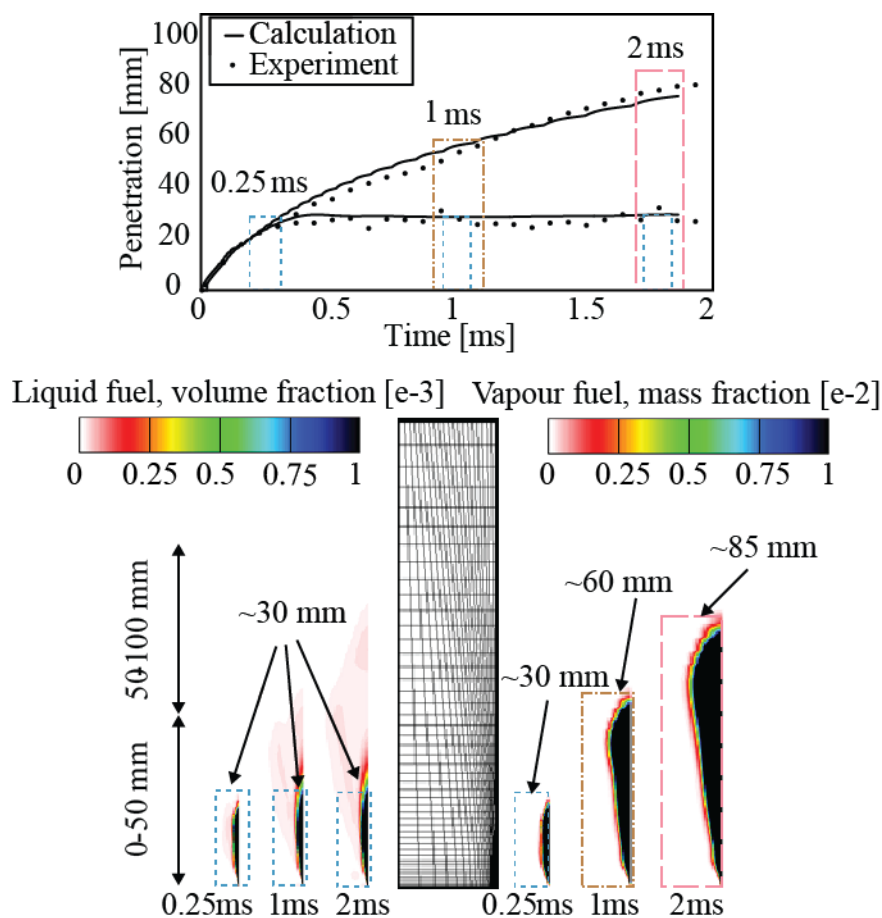 100
80
60
40
20
0
Penetration [mm]
Calculation
Experiment
0.25 ms
1 ms
2 ms
0
0.5
1
1.5
2
Time [ms]
Liquid fuel, volume fraction [e-3]
0 0.25 0.5 0.75 1
Vapour fuel, mass fraction [e-2]
0 0.25 0.5 0.75 1
50-100 mm
0-50 mm
~30 mm
~30 mm
~60 mm
~85 mm
0.25ms 1ms 2ms
0.25ms 1ms 2ms